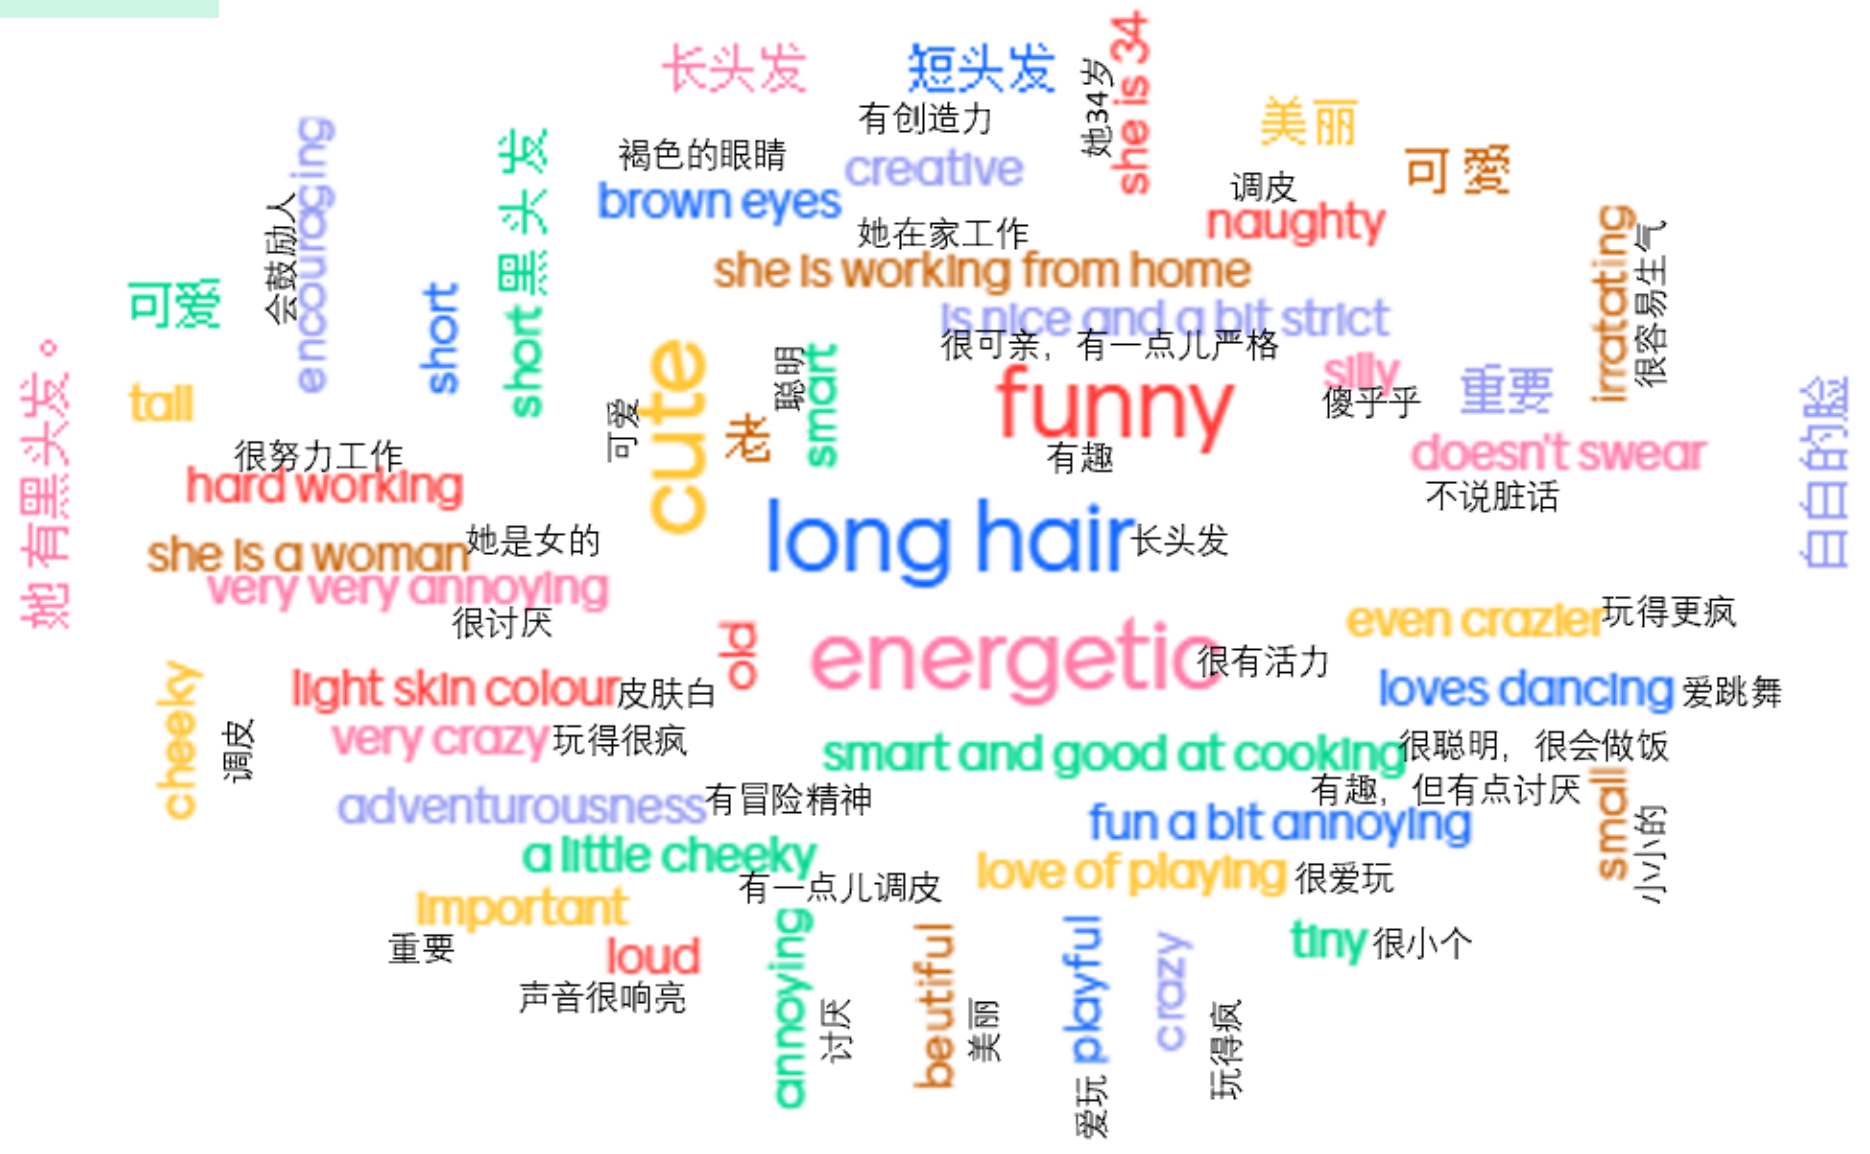 长头发
短头发
她34岁
she is 34
有创造力
creative
美丽
褐色的眼睛
brown eyes
调皮
naughty
可爱
会鼓励人
encouraging
short
short 黑 头 发
她在家工作
she is working from home
irratating
很容易生气
可爱
is nice and a bit strict
很可亲，有一点儿严格
她 有黑头发。
tall
可爱
cute
老
聪明
smart
funny
有趣
silly
傻乎乎
重要
白白的脸
doesn't swear
不说脏话
很努力工作
hard working
she is a woman
她是女的
long hair
长头发
very very annoying
很讨厌
old
energetic
很有活力
even crazier
玩得更疯
cheeky
调皮
light skin colour
皮肤白
loves dancing
爱跳舞
very crazy
玩得很疯
smart and good at cooking
很聪明，很会做饭
adventurousness
有冒险精神
有趣，但有点讨厌
fun a bit annoying
small
小小的
a little cheeky
有一点儿调皮
love of playing
很爱玩
important
重要
loud
声音很响亮
annoying
讨厌
beutiful
美丽
爱玩
playful
crazy
玩得疯
tiny
很小个